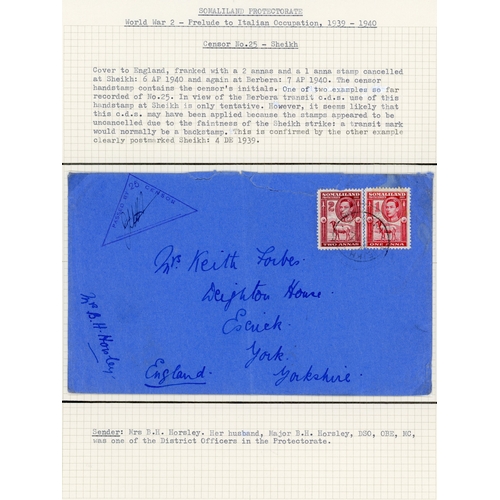 SOMALILAND PROTECTORATE
World War 2 - Prelude to Italian Occupation, 1939 - 1940
Censor No.25 - Sheikh
Cover to England, franked with a 2 annas and a 1 anna stamp cancelled
at Sheikh: 6 AP 1940 and again at Berbera: 7 AP 1940. The censor
handstamp contains the censor's initials. One of two examples so far
recorded of No.25. In view of the Berbera transit c.d.s. use of this
handstamp at Sheikh is only tentative. However, it seems likely that
this c.d.s. may have been applied because the stamps appeared to be
uncancelled due to the faintness of the Sheikh strike: a transit mark
would normally be a backstamp. This is confirmed by the other example
clearly postmarked Sheikh: 4 DE 1939.
PASSED BY 25 CENSOR
SOMALILAND SOMALILAND
TWO ANNAS ONE ANNA
Mrs Keith Forbes.
Deighton House.
Escrick.
York.
Yorkshire.
England.
Mrs B.H. Horsley.
Sender: Mrs B.H. Horsley. Her husband, Major B.H. Horsley, DSO, OBE, MC,
was one of the District Officers in the Protectorate.